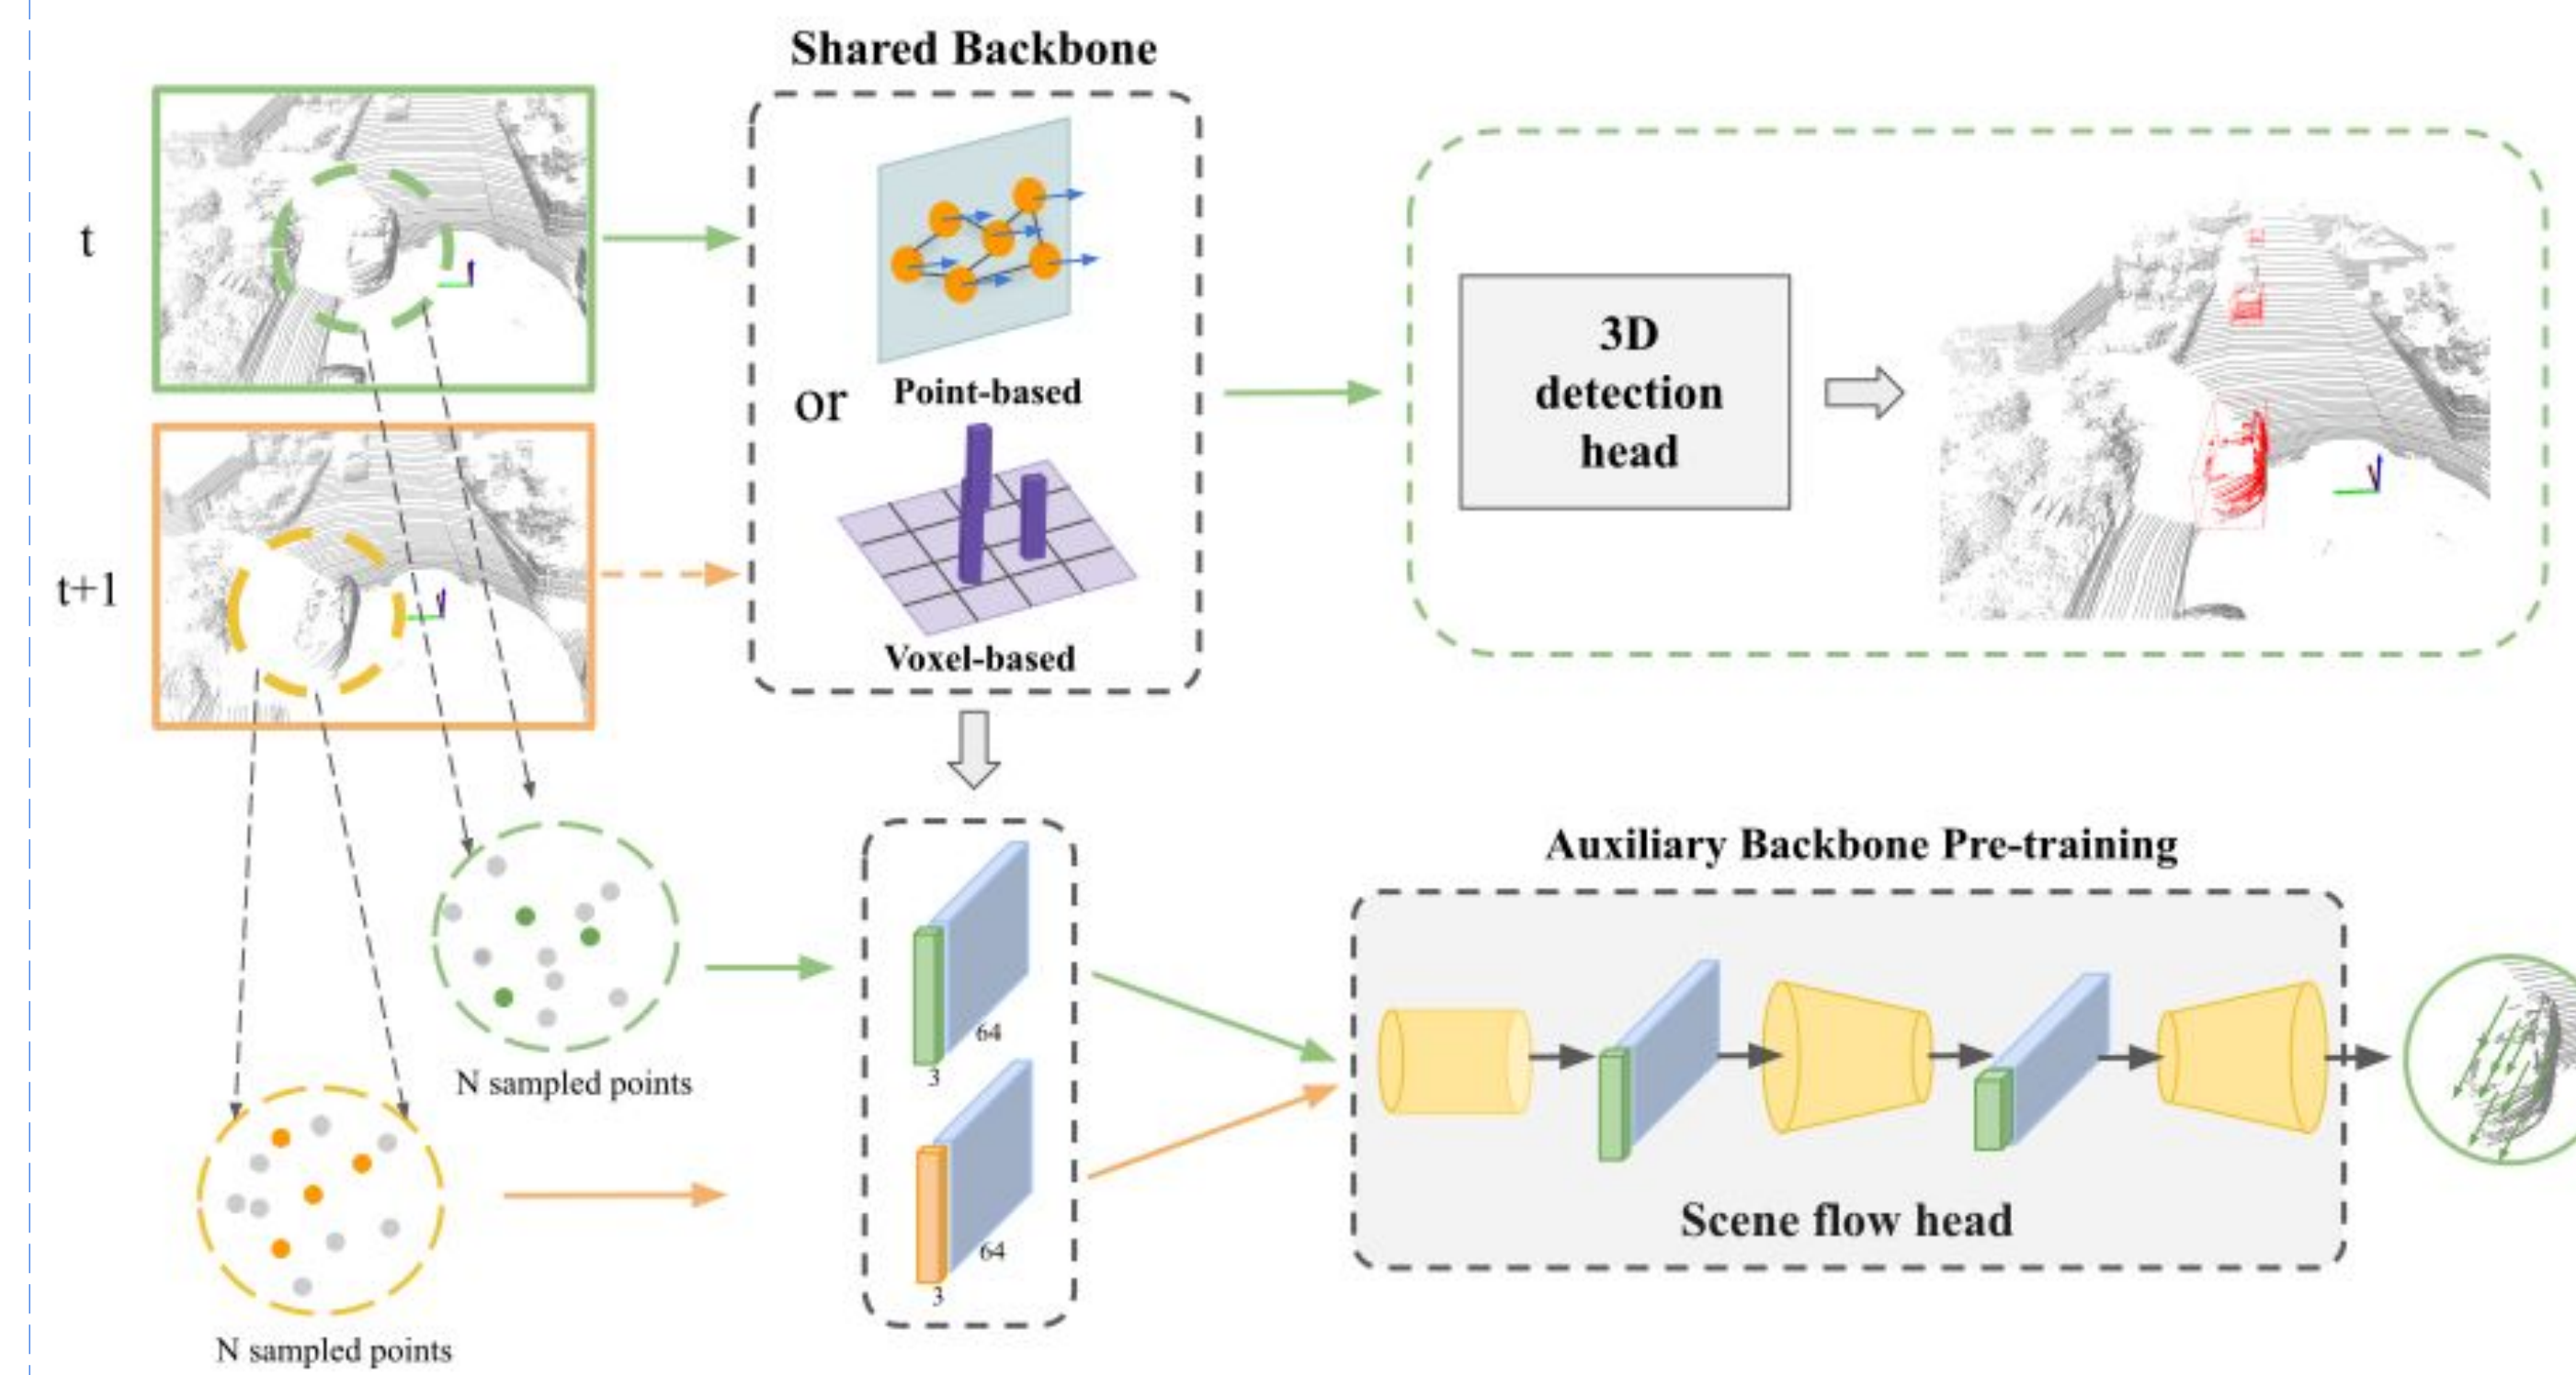 Shared Backbone
t
t+1
or
Point-based
Voxel-based
3D
detection
head
N sampled points
N sampled points
64
3
64
3
Auxiliary Backbone Pre-training
Scene flow head